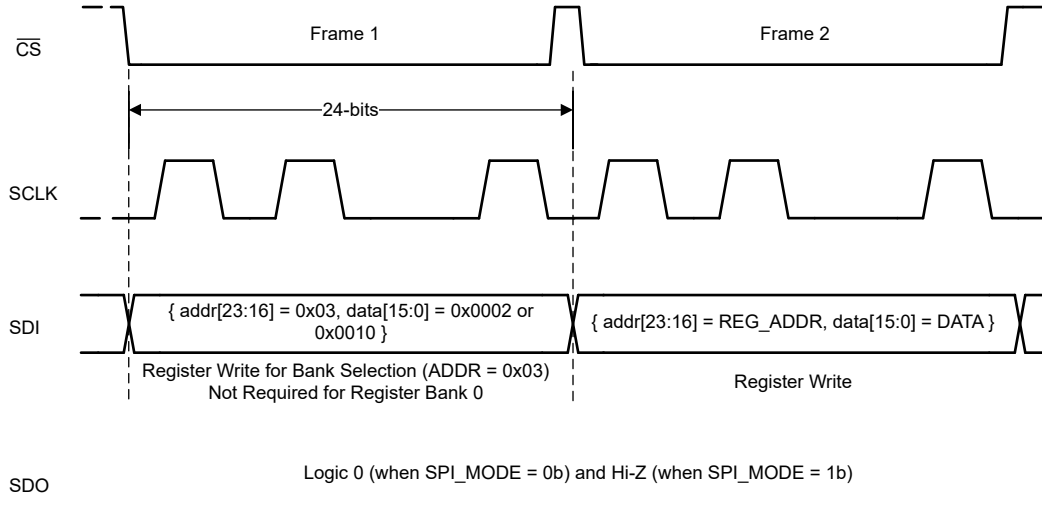 Frame 1
Frame 2
CS
24-bits
SCLK
SDI
{ addr[23:16] = 0x03, data[15:0] = 0x0002 or
0x0010 }
{ addr[23:16] = REG_ADDR, data[15:0] = DATA }
Register Write for Bank Selection (ADDR = 0x03)
Not Required for Register Bank 0
Register Write
Logic 0 (when SPI_MODE = 0b) and Hi-Z (when SPI_MODE = 1b)
SDO